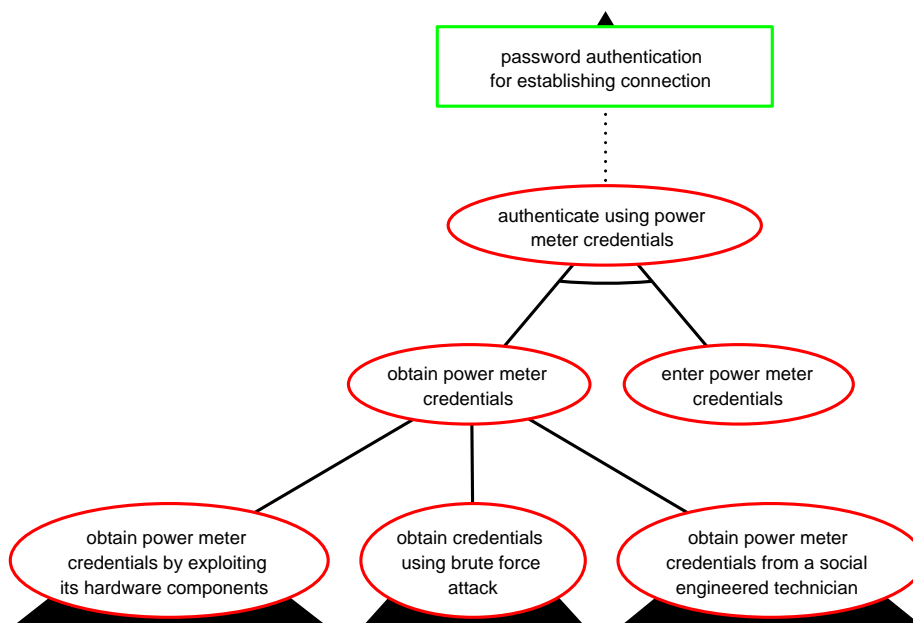 password authentication
for establishing connection
authenticate using power
meter credentials
obtain power meter
credentials
enter power meter
credentials
obtain power meter
credentials by exploiting
its hardware components
obtain credentials
using brute force
attack
obtain power meter
credentials from a social
engineered technician